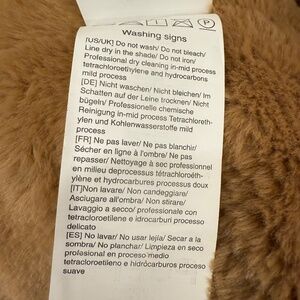 P
Washing signs
[US/UK] Do not wash/ Do not bleach/
Line dry in the shade/ Do not iron/
Professional dry cleaning in-mid process
tetrachloroethylene and hydrocarbons
mild process
[DE] Nicht waschen/ Nicht bleichen/ Im
Schatten auf der Leine trocknen/ Nicht
bügeln/ Professionelle chemische
Reinigung in-mid process Tetrachloreth-
ylen und Kohlenwasserstoffe mild
process
[FR] Ne pas laver/ Ne pas blanchir/
Sécher en ligne à l'ombre/ Ne pas
repasser/ Nettoyage à sec professionnel
en milieu deprocessus tétrachloroéth-
ylène et hydrocarbures processus doux
[IT]Non lavare/ Non candeggiare/
Asciugare all'ombra/ Non stirare/
Lavaggio a secco/ professionale con
tetracloroetilene e idrocarburi processo
delicato
[ES] No lavar/ No usar lejía/ Secar a la
sombra/ No planchar/ Limpieza en seco
profesional en proceso medio
tetracloroetileno e hidrocarburos proceso
suave